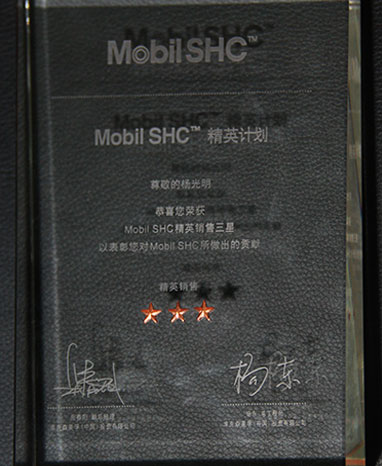 Mobil SHC™
Mobil SHC™ 精英计划
尊敬的杨光明
恭喜您荣获
Mobil SHC精英销售三星
以表彰您对Mobil SHC所做出的贡献
精英销售